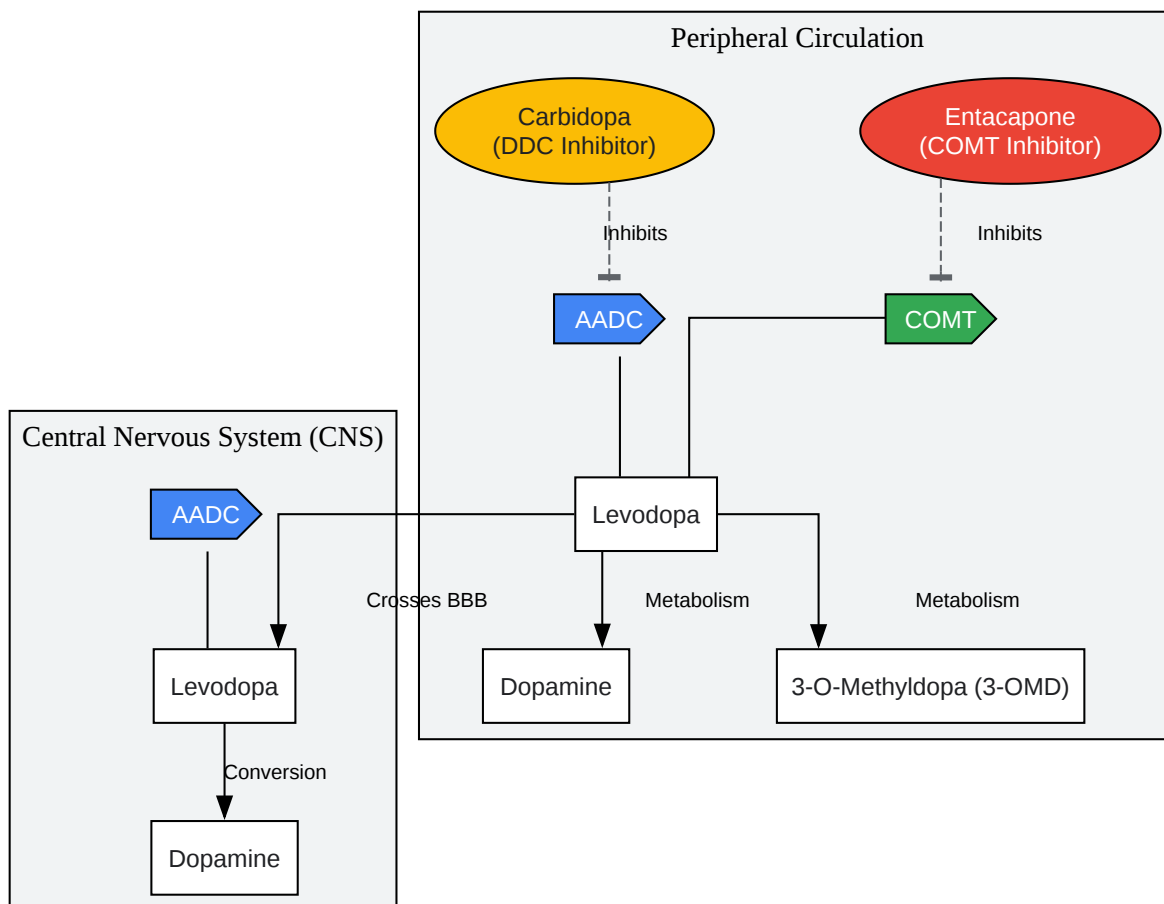 Peripheral Circulation
Carbidopa
(DDC Inhibitor)
Entacapone
(COMT Inhibitor)
Inhibits
Inhibits
AADC
COMT
Central Nervous System (CNS)
AADC
Levodopa
Crosses BBB
Metabolism
Metabolism
Levodopa
Dopamine
3-O-Methyldopa (3-OMD)
Conversion
Dopamine